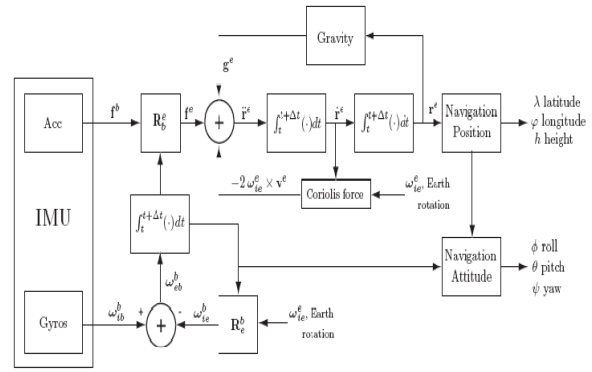 Gravity
g^e
Acc
f^b
R_b^e
f^e
+
r̈^e
∫_t^{t+Δt}(·)dt
ṙ^e
∫_t^{t+Δt}(·)dt
r^e
Navigation
Position
λ latitude
φ longitude
h height
−2 ω_ie^e × v^e
Coriolis force
ω_ie^e, Earth
rotation
IMU
∫_t^{t+Δt}(·)dt
ω_eb^b
Navigation
Attitude
ϕ roll
θ pitch
ψ yaw
Gyros
ω_ib^b
+
+
-
ω_ie^b
R_e^b
ω_ie^e, Earth
rotation